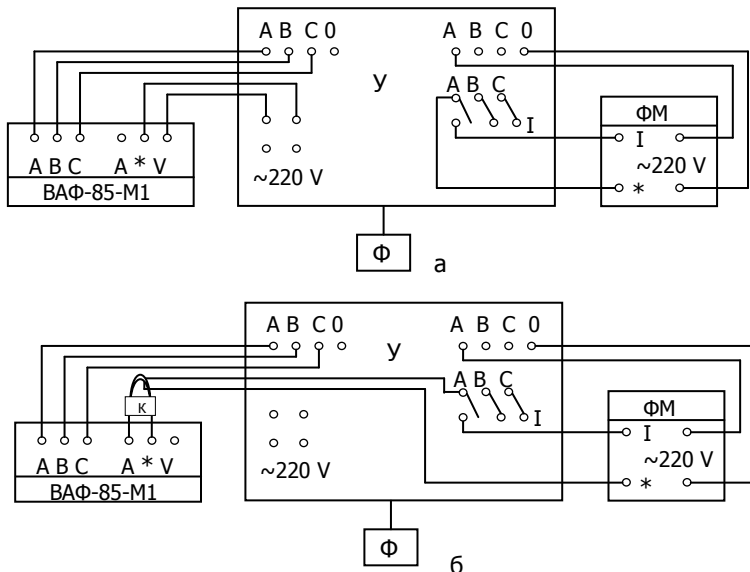 А В С 0
А В С 0
У
А В С
I
ФМ
I
~220 V
*
А В С А * V
ВАФ-85-М1
~220 V
Ф
а
А В С 0
А В С 0
У
А В С
I
к
ФМ
I
~220 V
*
А В С А * V
ВАФ-85-М1
~220 V
Ф
б